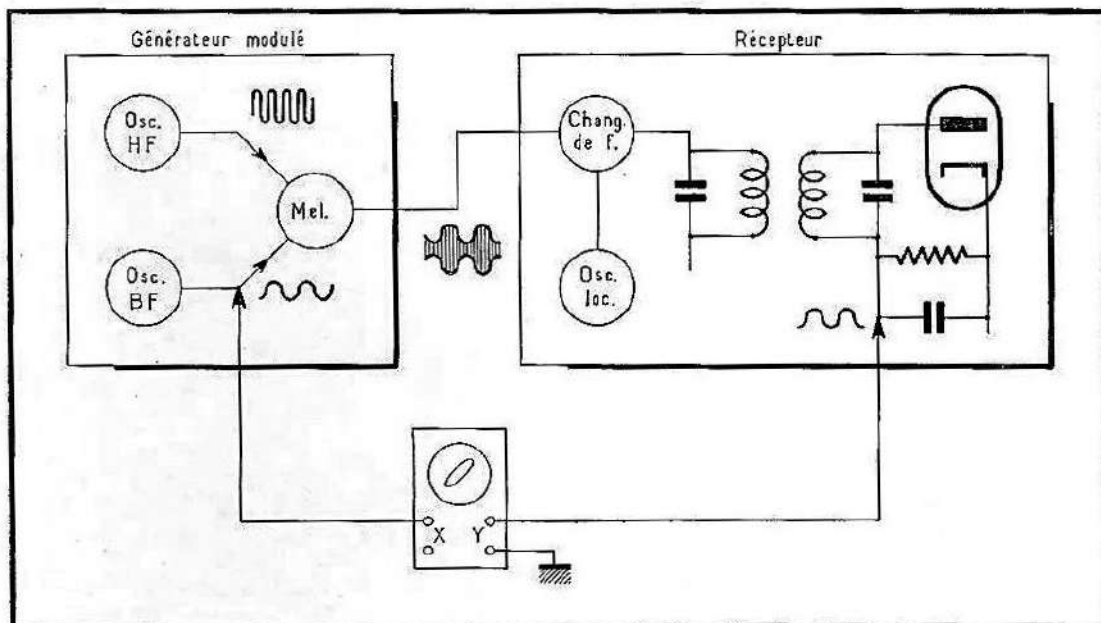 Générateur modulé
Récepteur
Osc.
HF
Mel.
Osc.
BF
Chang.
de f.
Osc.
loc.
X Y